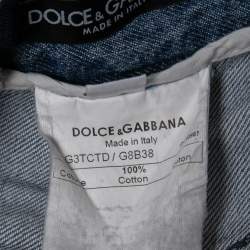 DOLCE & GA
MADE IN ITALY
DOLCE & GABBANA
Made in Italy
G3TCTD / G8B38
100%
Cotton